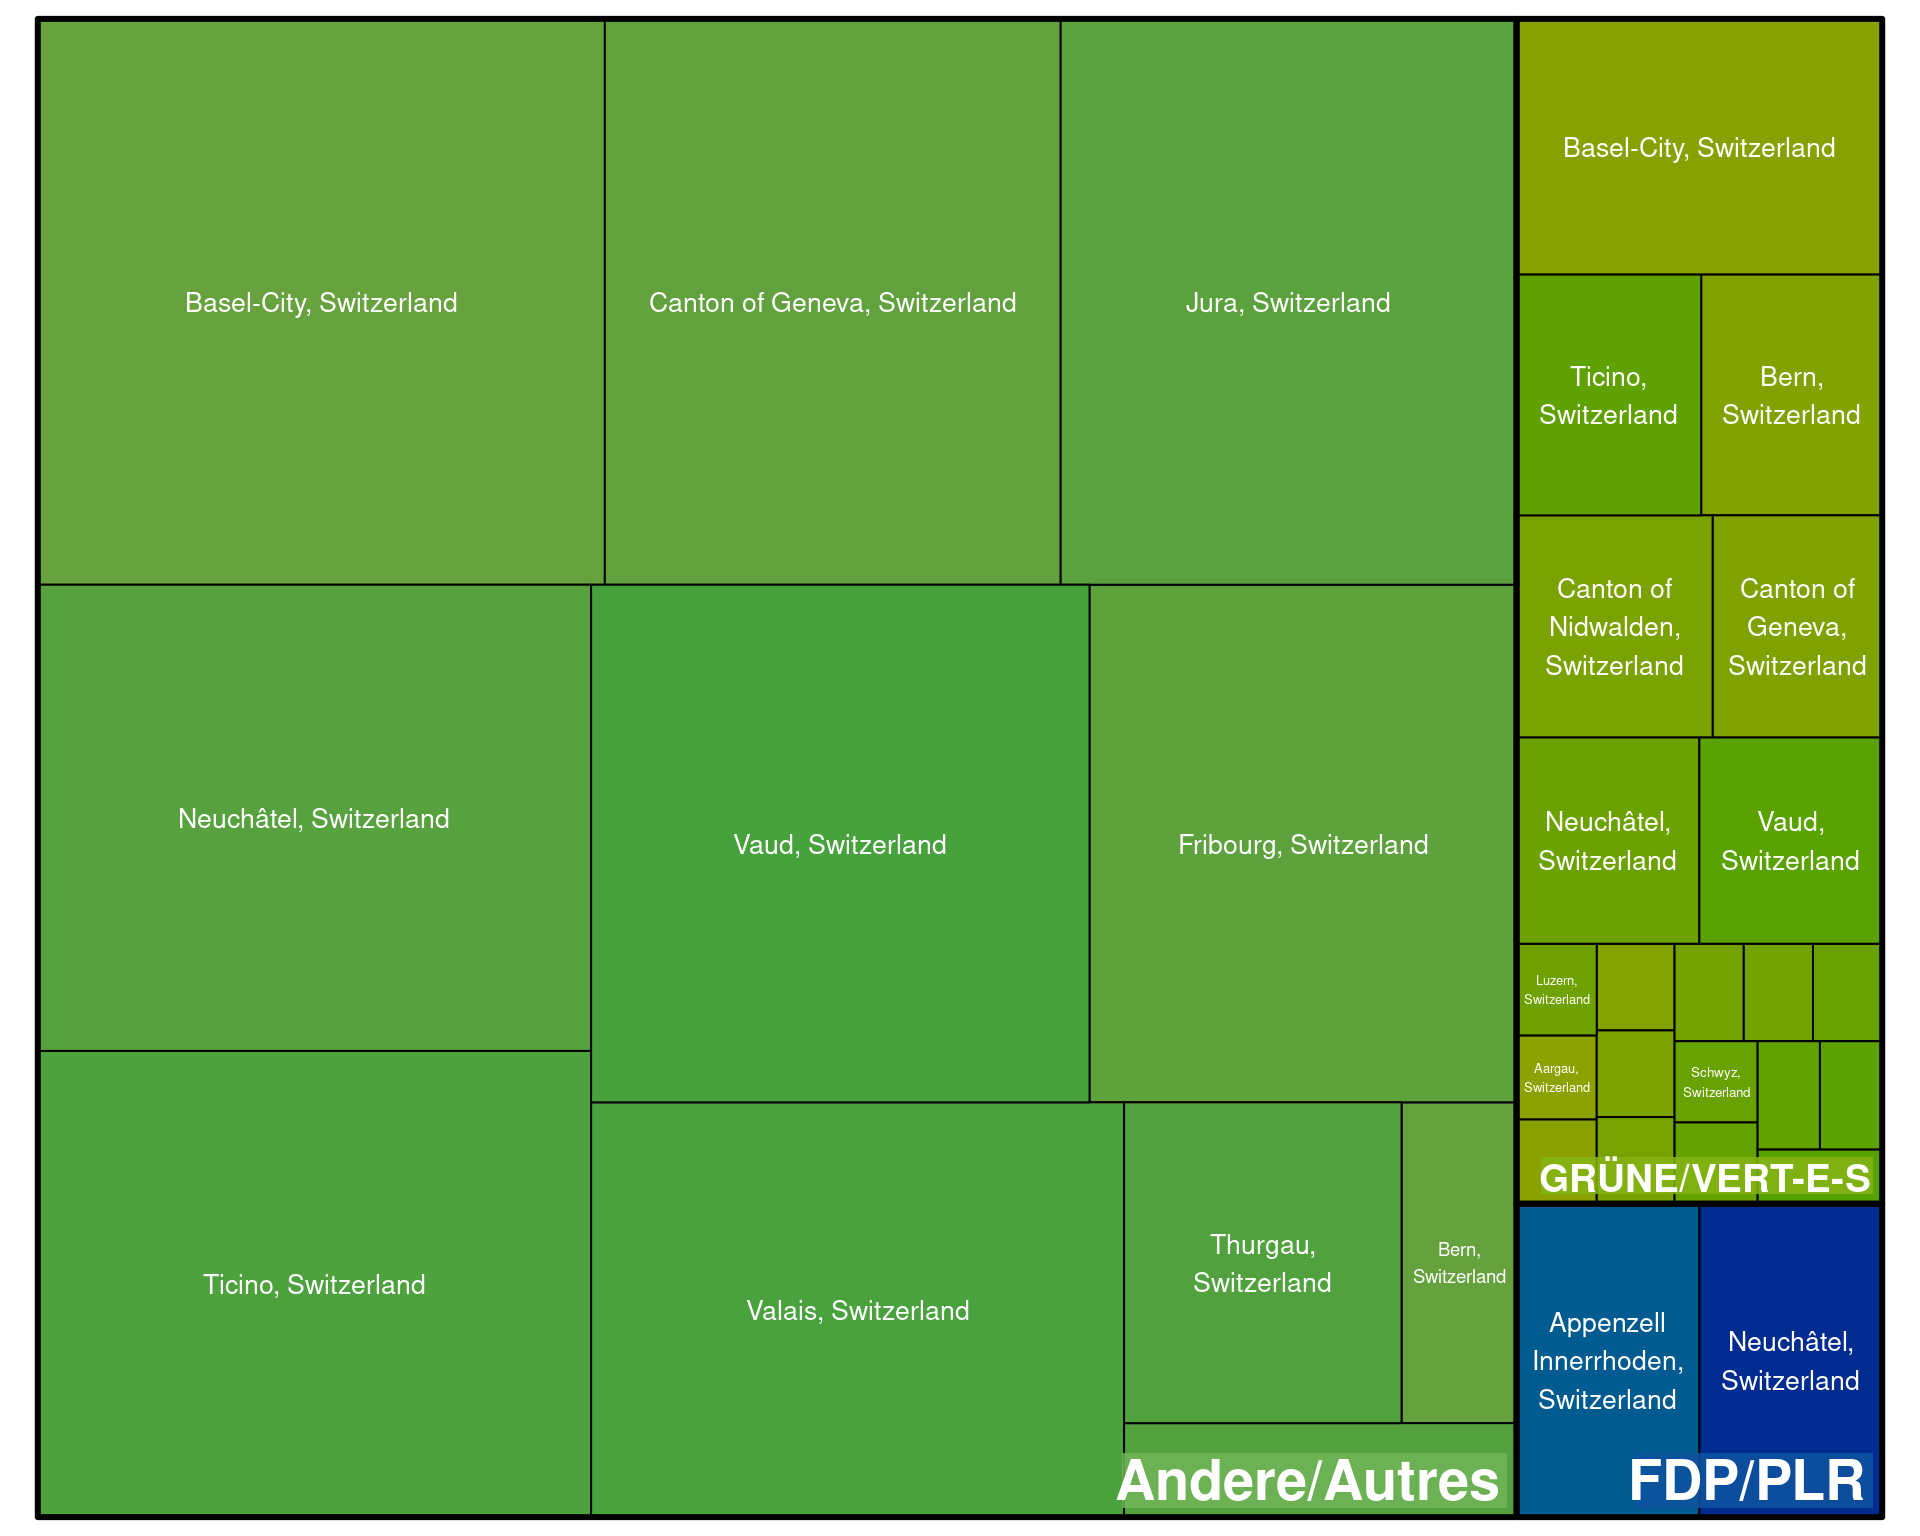 Basel-City, Switzerland
Canton of Geneva, Switzerland
Jura, Switzerland
Neuchâtel, Switzerland
Vaud, Switzerland
Fribourg, Switzerland
Ticino, Switzerland
Valais, Switzerland
Thurgau,
Switzerland
Bern,
Switzerland
Andere/Autres
Basel-City, Switzerland
Ticino,
Switzerland
Bern,
Switzerland
Canton of
Nidwalden,
Switzerland
Canton of
Geneva,
Switzerland
Neuchâtel,
Switzerland
Vaud,
Switzerland
Luzern,
Switzerland
Aargau,
Switzerland
Schwyz,
Switzerland
GRÜNE/VERT-E-S
Appenzell
Innerrhoden,
Switzerland
Neuchâtel,
Switzerland
FDP/PLR